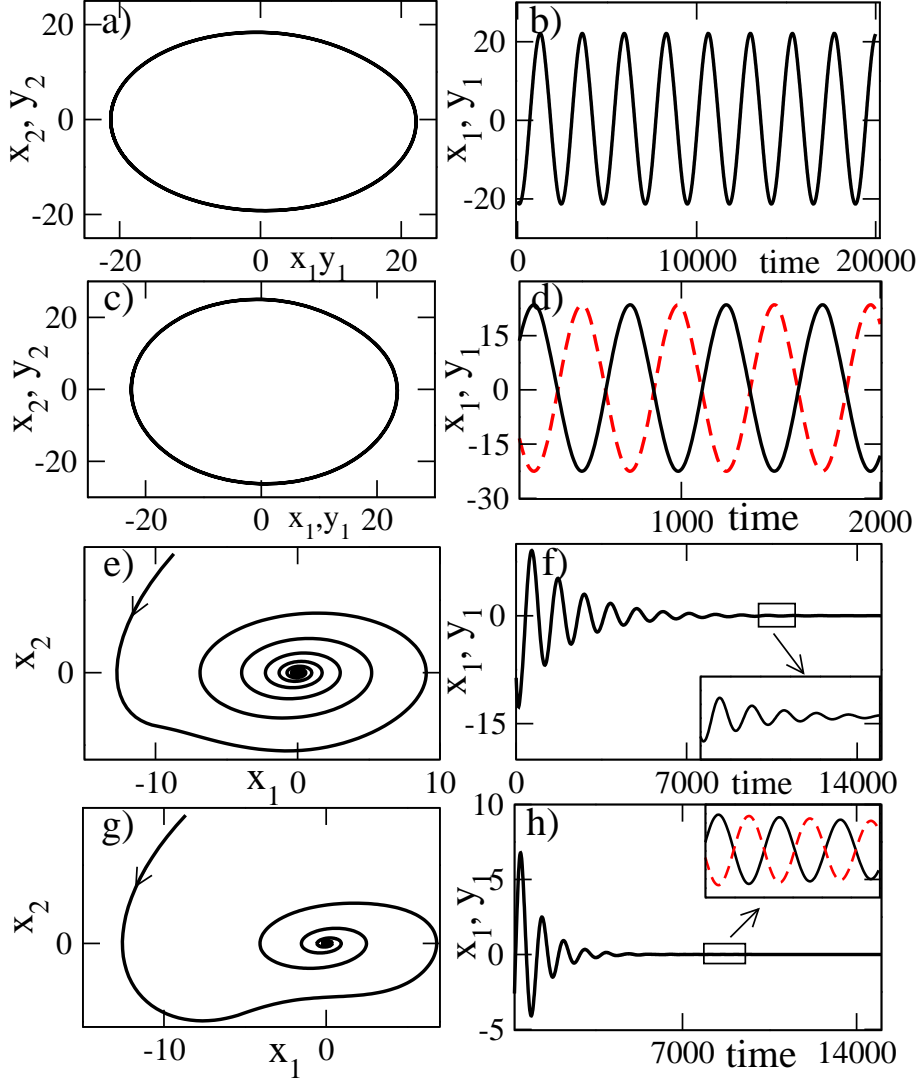 a)
x₂, y₂
20
0
-20
-20
0
20
x₁y₁
b)
x₁, y₁
20
0
-20
0
10000
time
20000
c)
x₂, y₂
20
0
-20
-20
0
20
x₁,y₁
d)
x₁, y₁
15
0
-15
-30
1000
time
2000
e)
x₂
0
-10
0
10
x₁
f)
x₁, y₁
0
-15
0
7000
time
14000
g)
x₂
0
-10
0
x₁
h)
x₁, y₁
10
5
0
-5
7000
time
14000